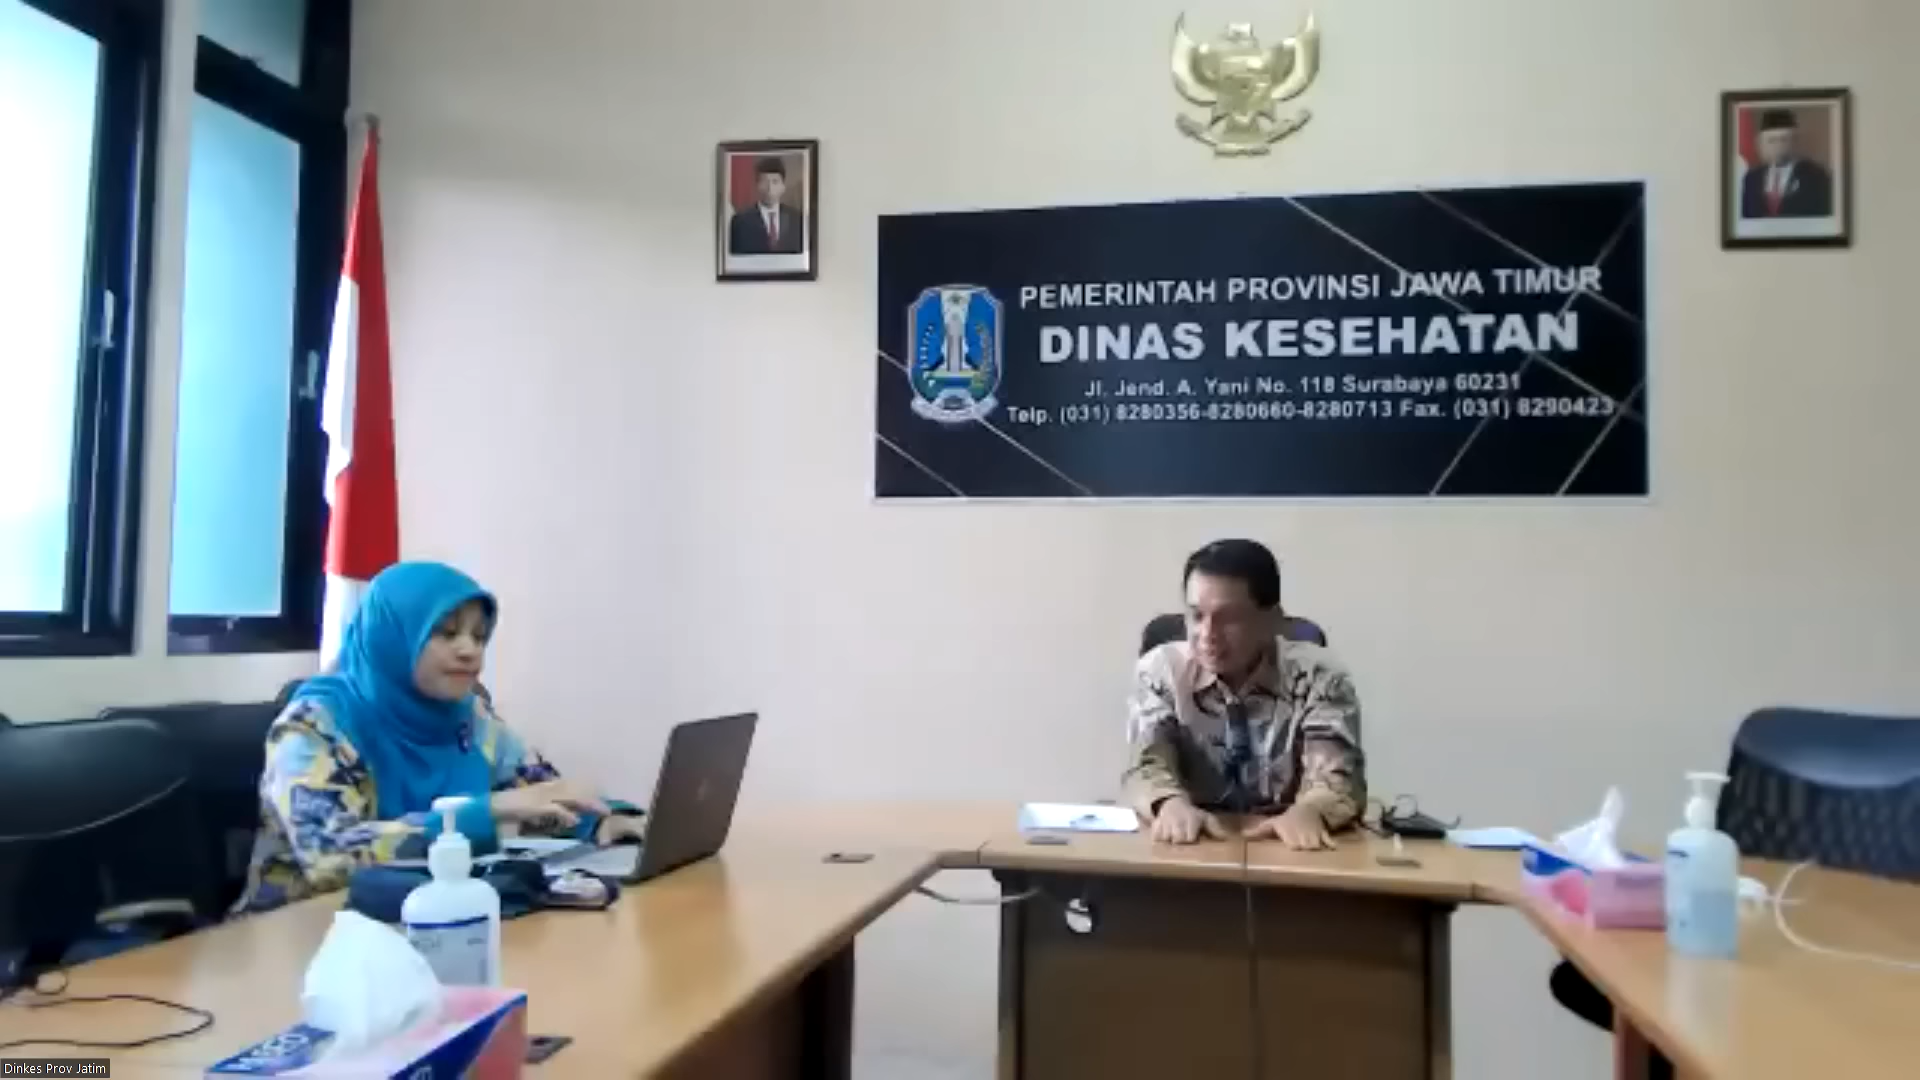 PEMERINTAH PROVINSI JAWA TIMUR
DINAS KESEHATAN
Jl. Jend. A. Yani No. 118 Surabaya 60231
Telp. (031) 8280356-8280660-8280713 Fax. (031) 8290423
Dinkes Prov Jatim